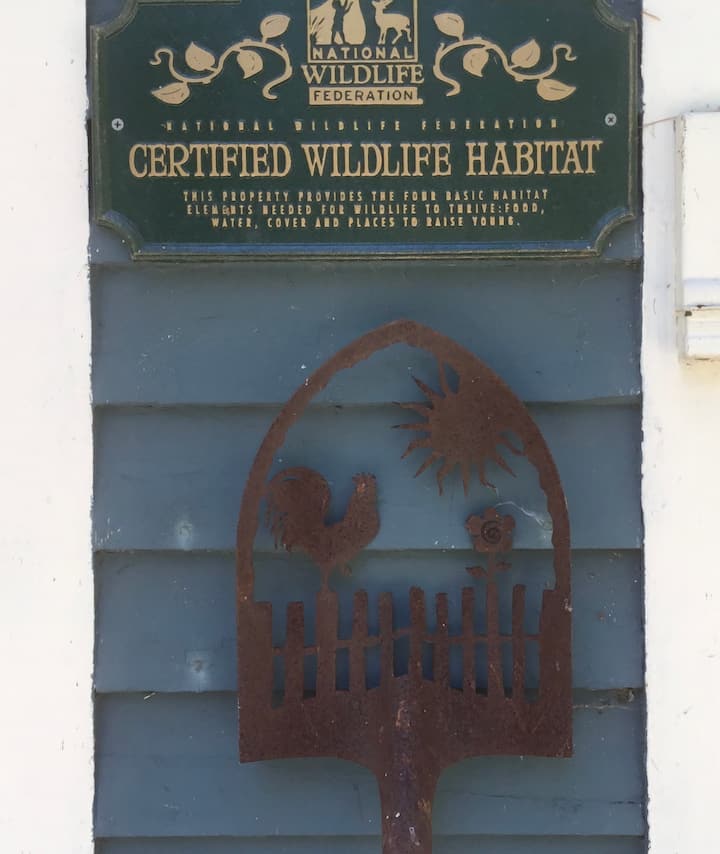 NATIONAL
WILDLIFE
FEDERATION
NATIONAL WILDLIFE FEDERATION
CERTIFIED WILDLIFE HABITAT
THIS PROPERTY PROVIDES THE FOUR BASIC HABITAT
ELEMENTS NEEDED FOR WILDLIFE TO THRIVE:FOOD,
WATER, COVER AND PLACES TO RAISE YOUNG.